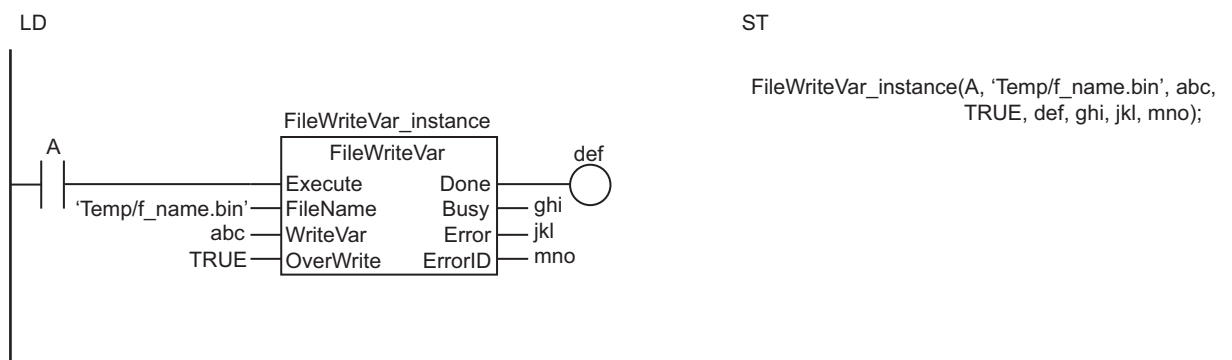 LD
ST
FileWriteVar_instance(A, ‘Temp/f_name.bin’, abc,
TRUE, def, ghi, jkl, mno);
FileWriteVar_instance
A
FileWriteVar
def
Execute Done
‘Temp/f_name.bin’ FileName Busy ghi
abc WriteVar Error jkl
TRUE OverWrite ErrorID mno